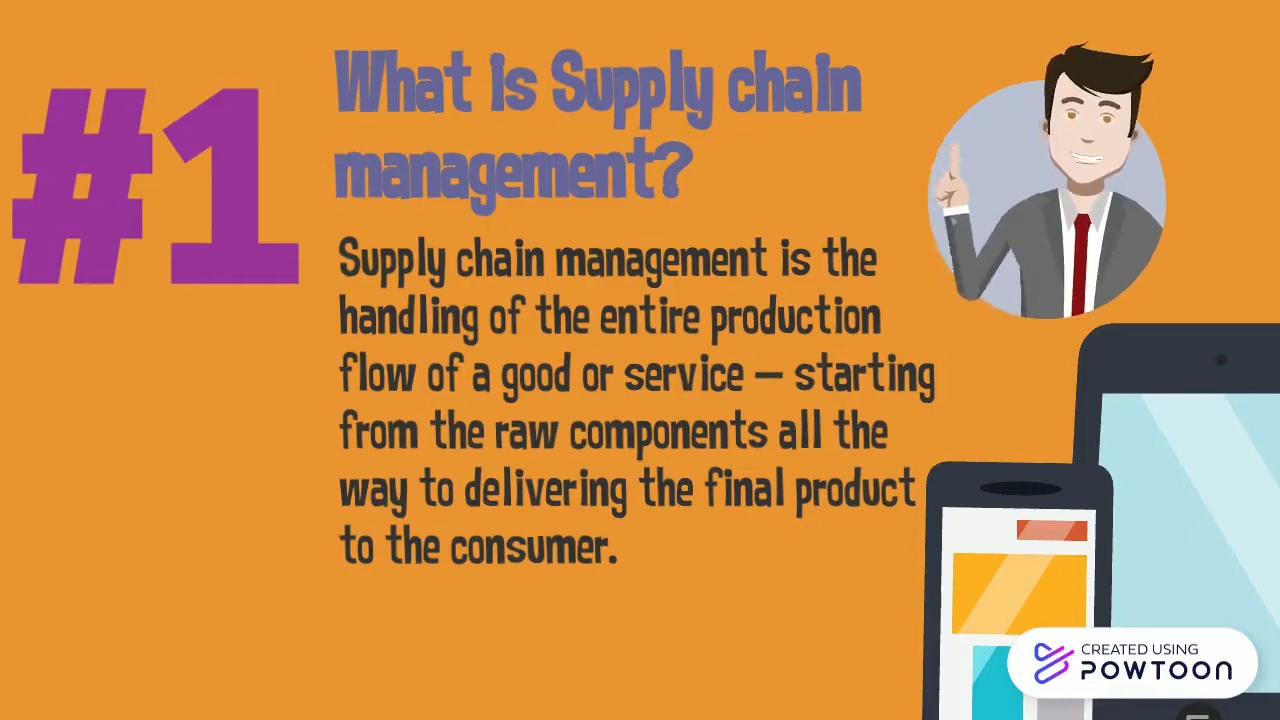 #1
What is Supply chain
management?
Supply chain management is the
handling of the entire production
flow of a good or service – starting
from the raw components all the
way to delivering the final product
to the consumer.
CREATED USING
POWTOON